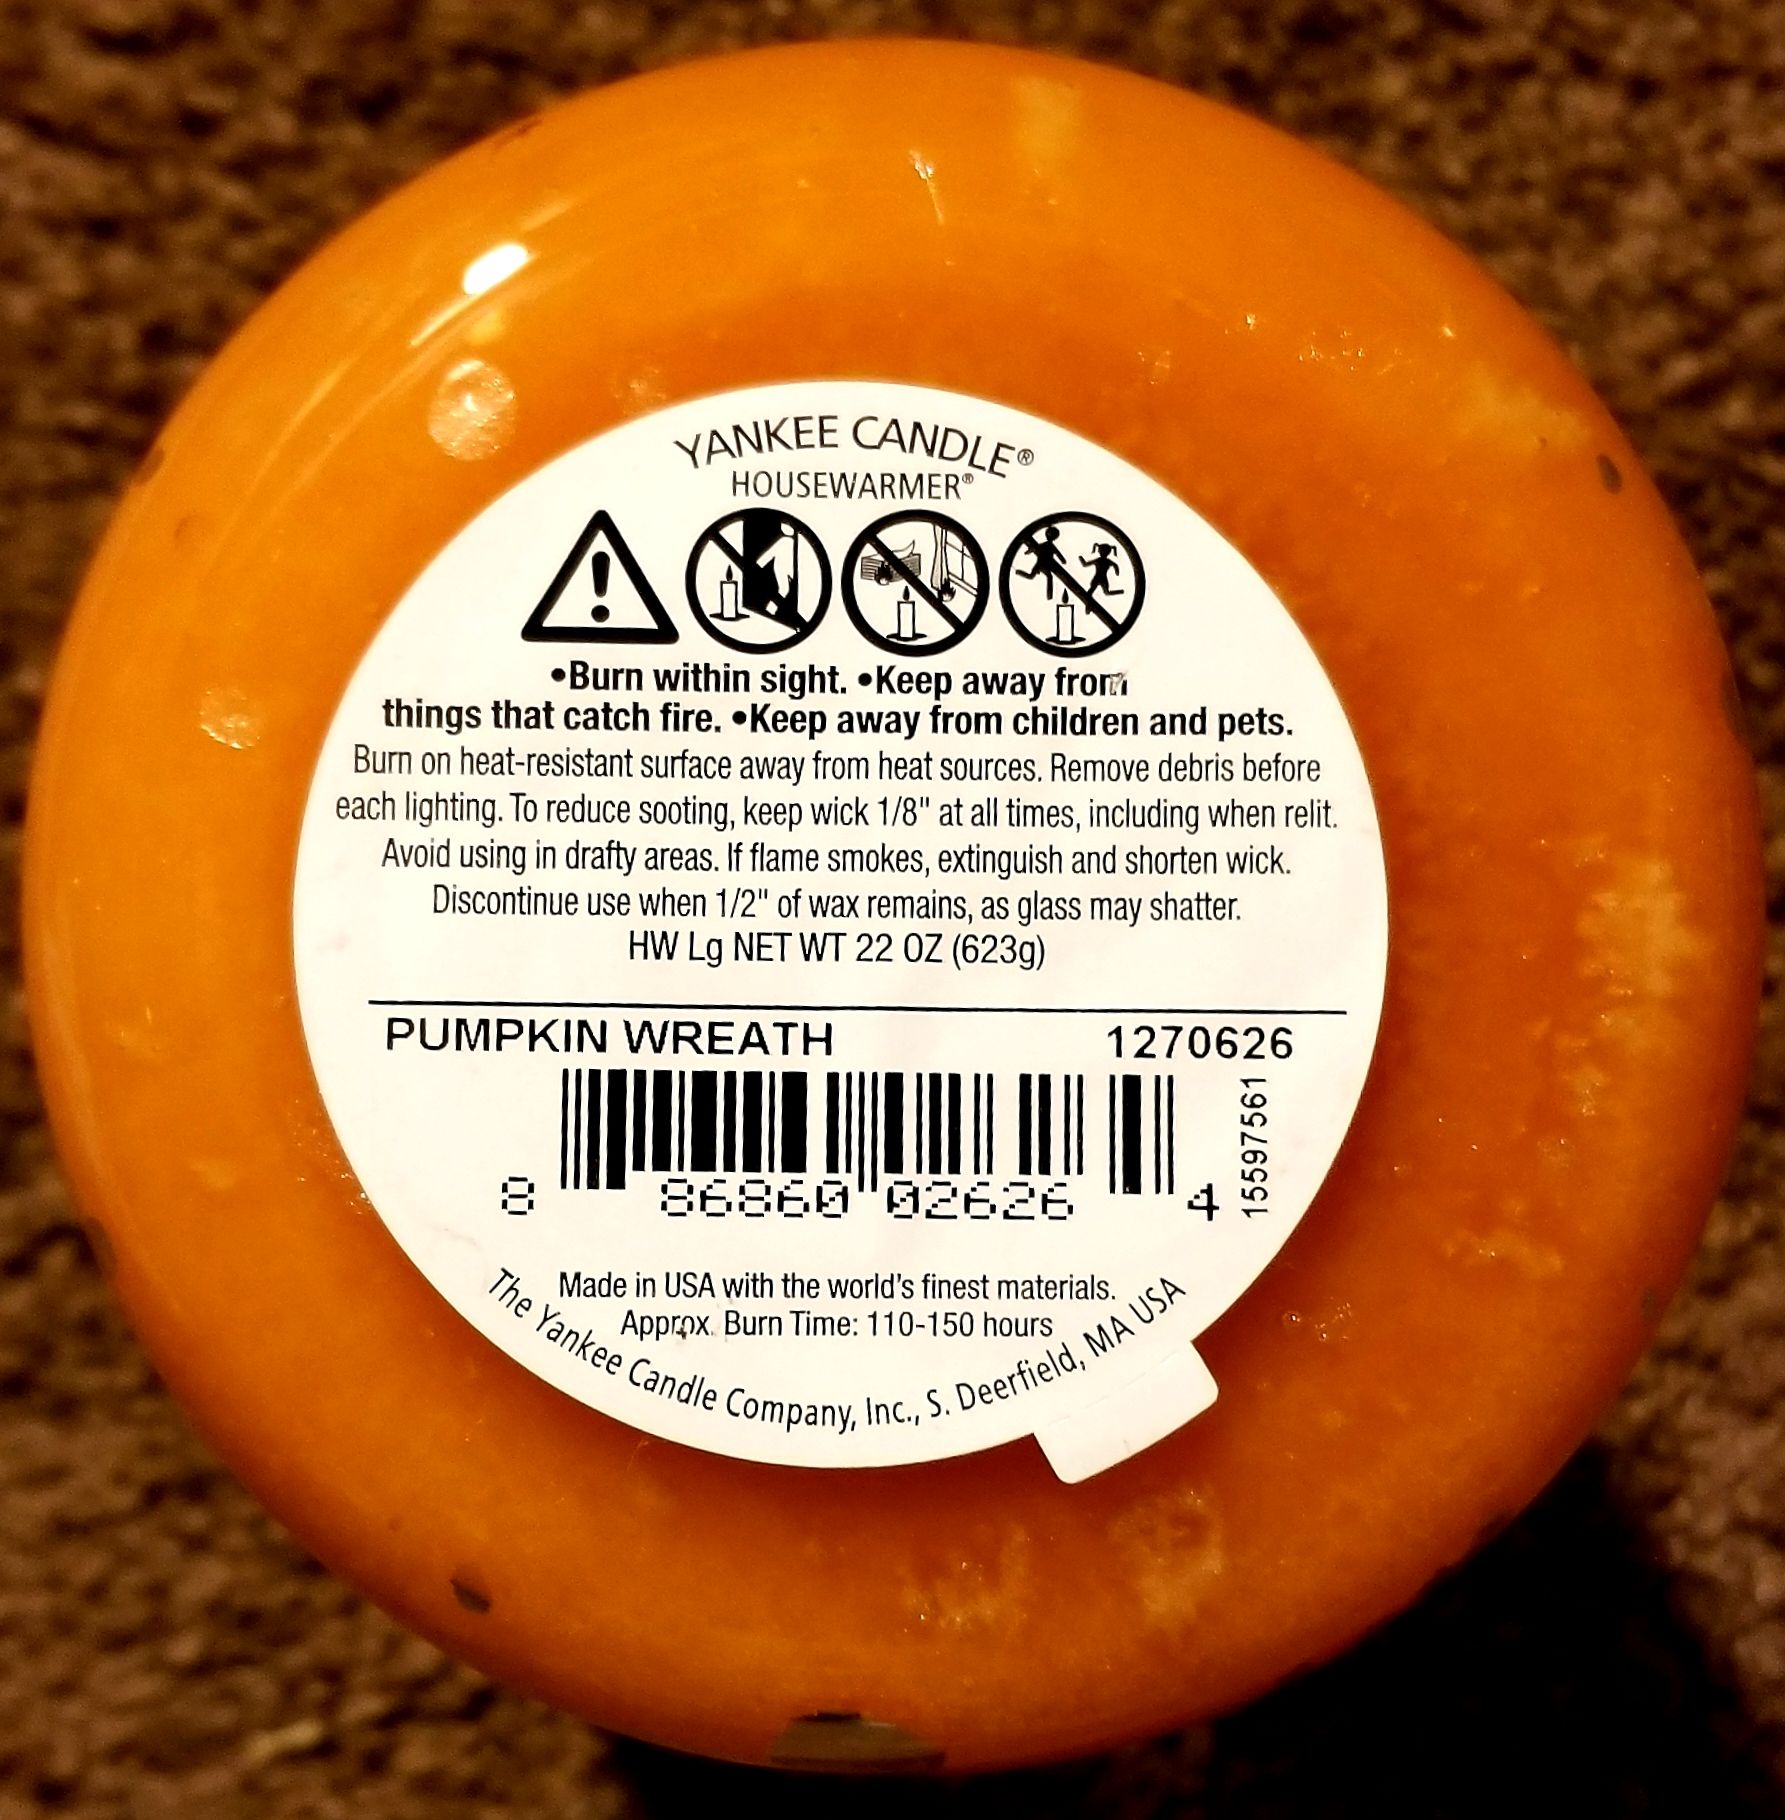 YANKEE CANDLE®
HOUSEWARMER®
•Burn within sight. •Keep away from
things that catch fire. •Keep away from children and pets.
Burn on heat-resistant surface away from heat sources. Remove debris before
each lighting. To reduce sooting, keep wick 1/8" at all times, including when relit.
Avoid using in drafty areas. If flame smokes, extinguish and shorten wick.
Discontinue use when 1/2" of wax remains, as glass may shatter.
HW Lg NET WT 22 OZ (623g)
PUMPKIN WREATH 1270626
8 86860 02626 4
15597561
Made in USA with the world's finest materials.
Approx. Burn Time: 110-150 hours
The Yankee Candle Company, Inc., S. Deerfield, MA USA